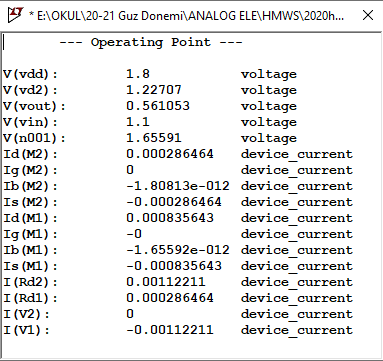 * E:\OKUL\20-21 Guz Donemi\ANALOG ELE\HMWS\2020h...
--- Operating Point ---
V(vdd): 1.8 voltage
V(vd2): 1.22707 voltage
V(vout): 0.561053 voltage
V(vin): 1.1 voltage
V(n001): 1.65591 voltage
Id(M2): 0.000286464 device_current
Ig(M2): 0 device_current
Ib(M2): -1.80813e-012 device_current
Is(M2): -0.000286464 device_current
Id(M1): 0.000835643 device_current
Ig(M1): -0 device_current
Ib(M1): -1.65592e-012 device_current
Is(M1): -0.000835643 device_current
I(Rd2): 0.00112211 device_current
I(Rd1): 0.000286464 device_current
I(V2): 0 device_current
I(V1): -0.00112211 device_current